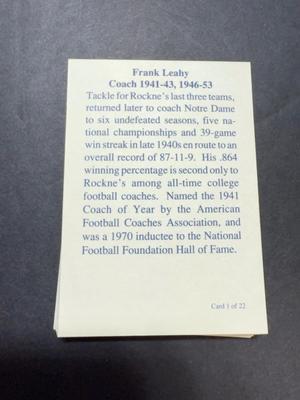 Frank Leahy
Coach 1941-43, 1946-53
Tackle for Rockne's last three teams,
returned later to coach Notre Dame
to six undefeated seasons, five na-
tional championships and 39-game
win streak in late 1940s en route to an
overall record of 87-11-9. His .864
winning percentage is second only to
Rockne's among all-time college
football coaches. Named the 1941
Coach of Year by the American
Football Coaches Association, and
was a 1970 inductee to the National
Football Foundation Hall of Fame.
Card 1 of 22